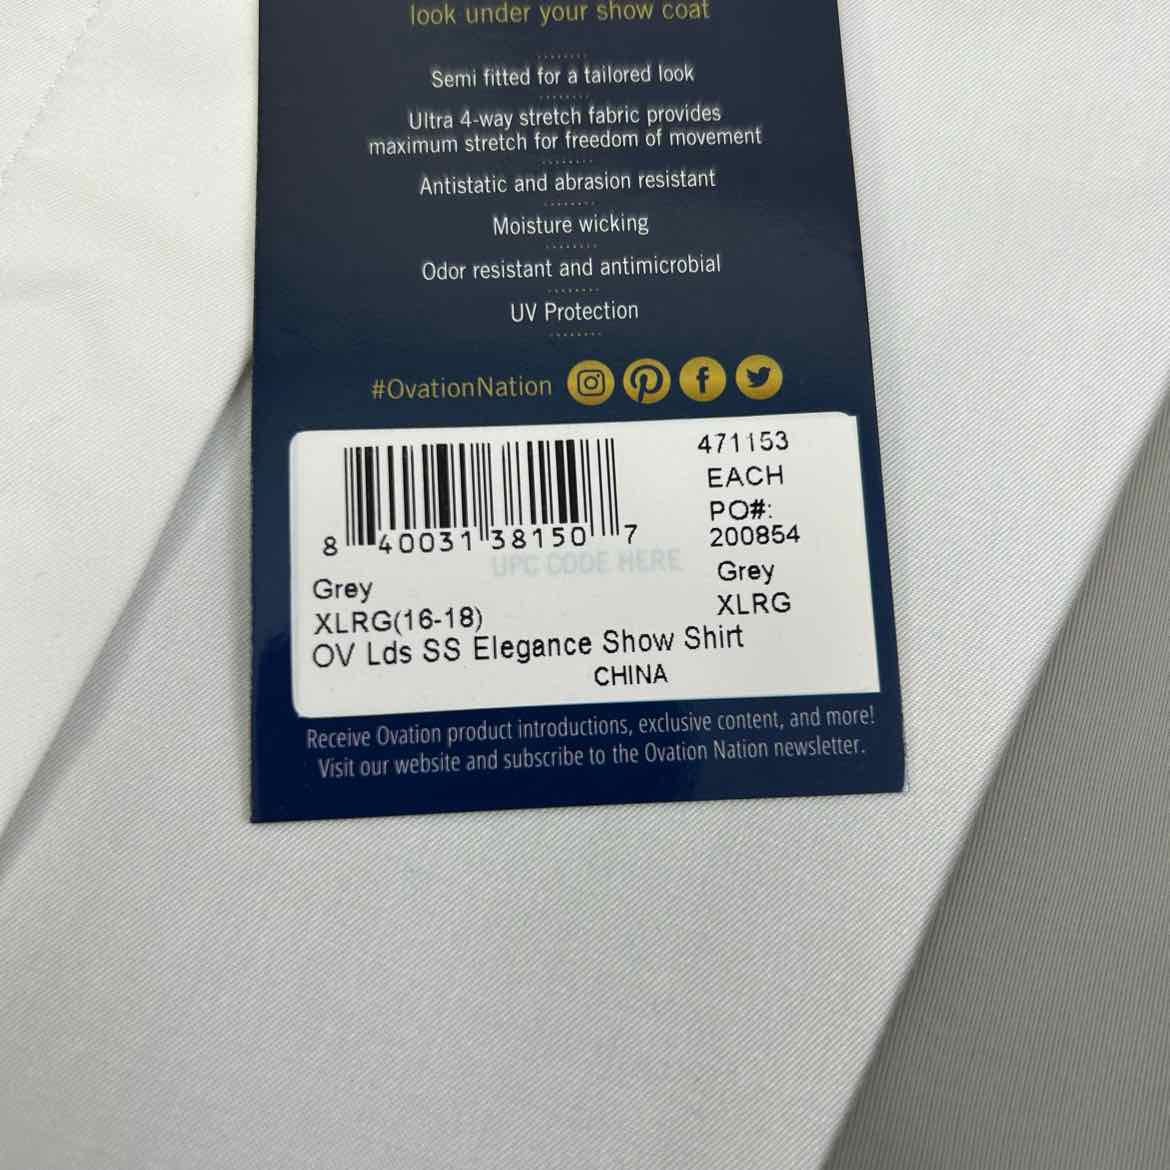 look under your show coat
Semi fitted for a tailored look
Ultra 4-way stretch fabric provides
maximum stretch for freedom of movement
Antistatic and abrasion resistant
Moisture wicking
Odor resistant and antimicrobial
UV Protection
#OvationNation
471153
EACH
PO#:
200854
Grey
XLRG
8 40031 38150 7
UPC CODE HERE
Grey
XLRG(16-18)
OV Lds SS Elegance Show Shirt
CHINA
Receive Ovation product introductions, exclusive content, and more!
Visit our website and subscribe to the Ovation Nation newsletter.